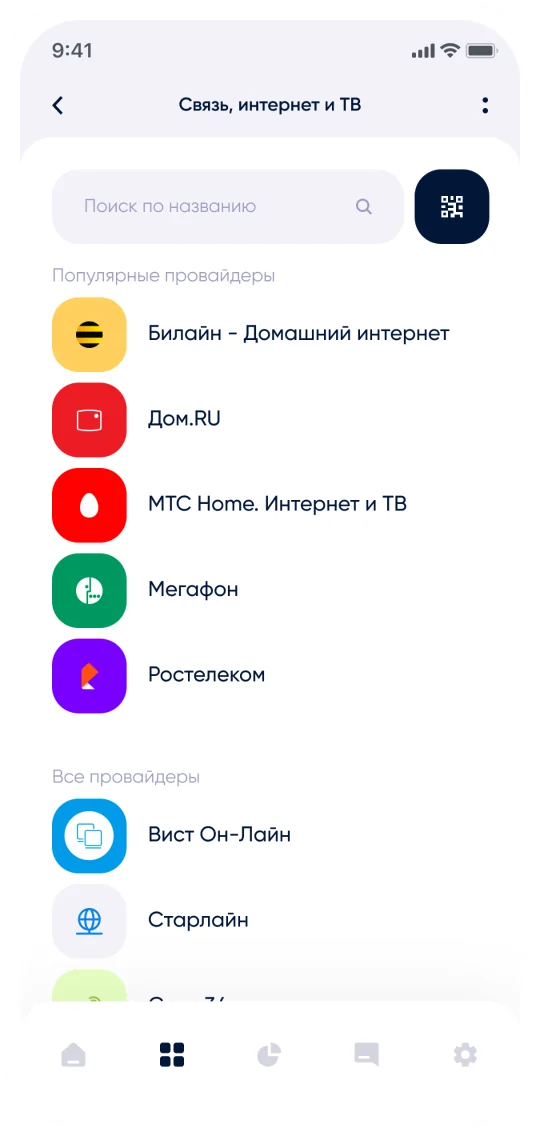 9:41
Связь, интернет и ТВ
Поиск по названию
Популярные провайдеры
Билайн - Домашний интернет
Дом.RU
МТС Home. Интернет и ТВ
Мегафон
Ростелеком
Все провайдеры
Вист Он-Лайн
Старлайн